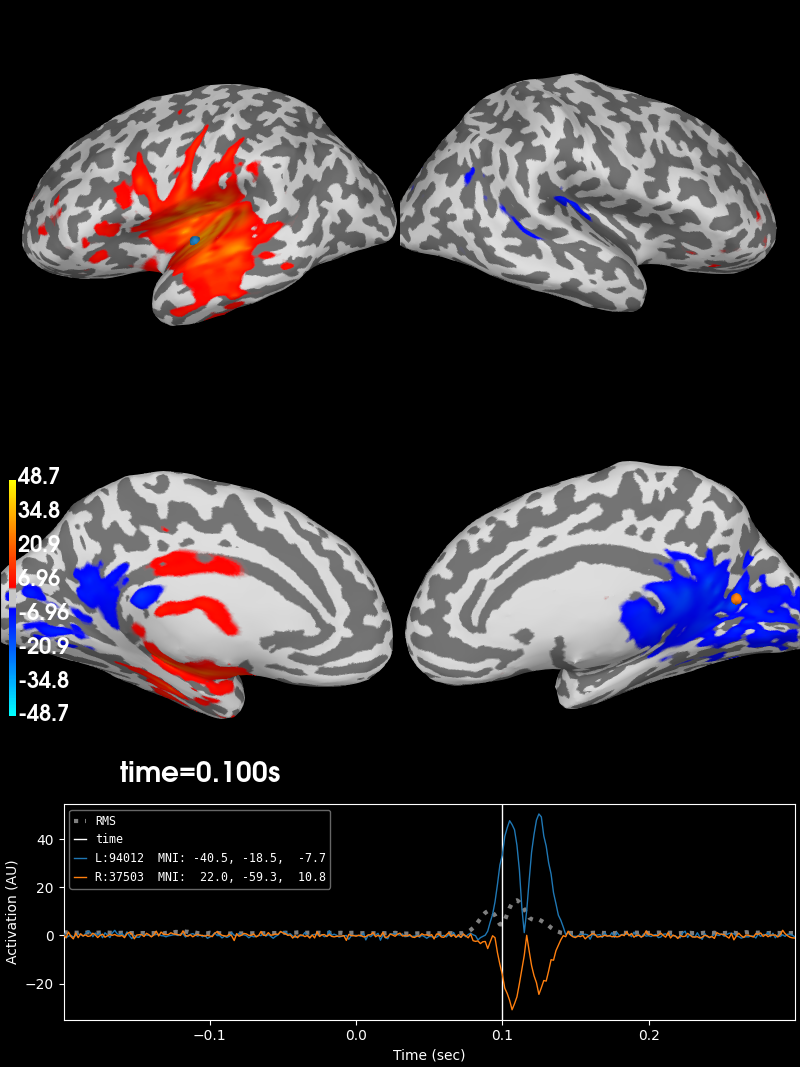 48.7
34.8
20.9
6.96
-6.96
-20.9
-34.8
-48.7
time=0.100s
RMS
time
L:94012 MNI: -40.5, -18.5, -7.7
R:37503 MNI: 22.0, -59.3, 10.8
40
20
0
−20
Activation (AU)
−0.1 0.0 0.1 0.2
Time (sec)